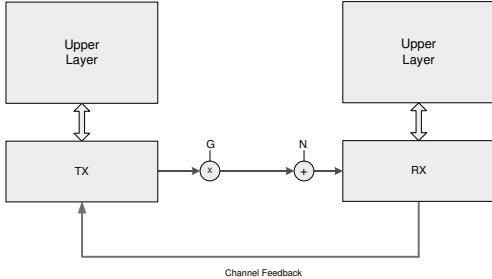 Upper
Layer
Upper
Layer
G
N
TX
x
+
RX
Channel Feedback